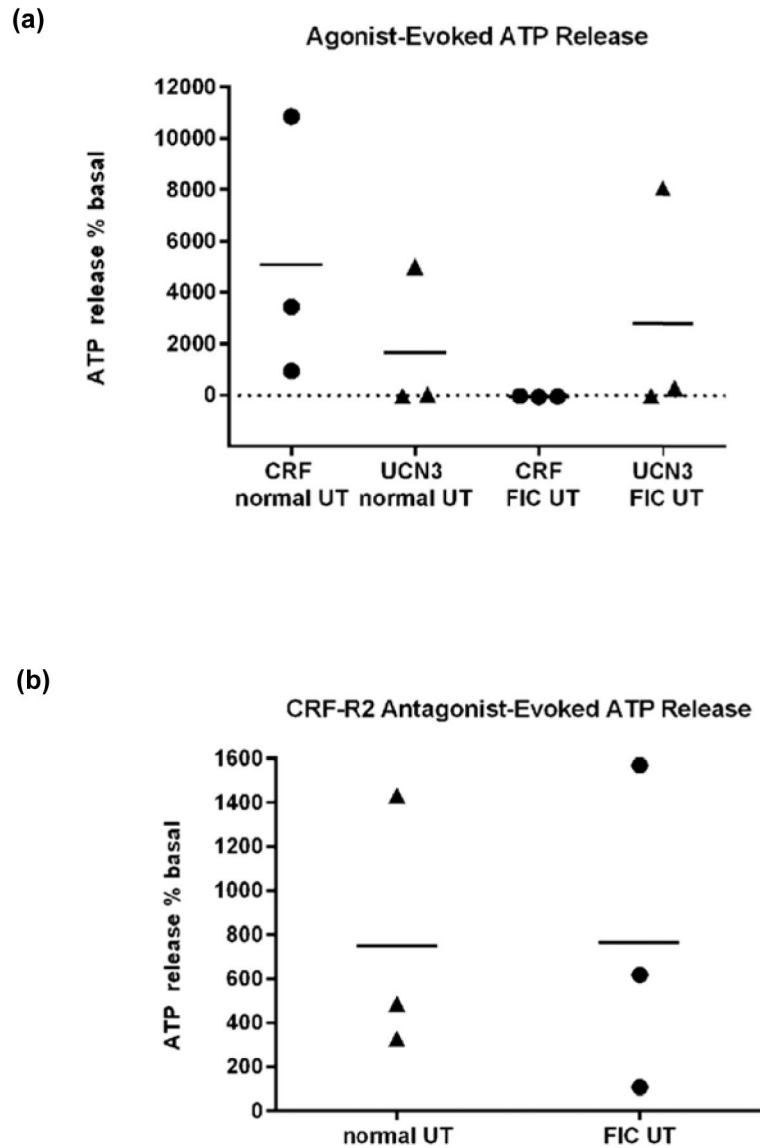 (a)
Agonist-Evoked ATP Release
ATP release % basal
12000
10000
8000
6000
4000
2000
0
CRF normal UT
UCN3 normal UT
CRF FIC UT
UCN3 FIC UT
(b)
CRF-R2 Antagonist-Evoked ATP Release
ATP release % basal
1600
1400
1200
1000
800
600
400
200
0
normal UT
FIC UT